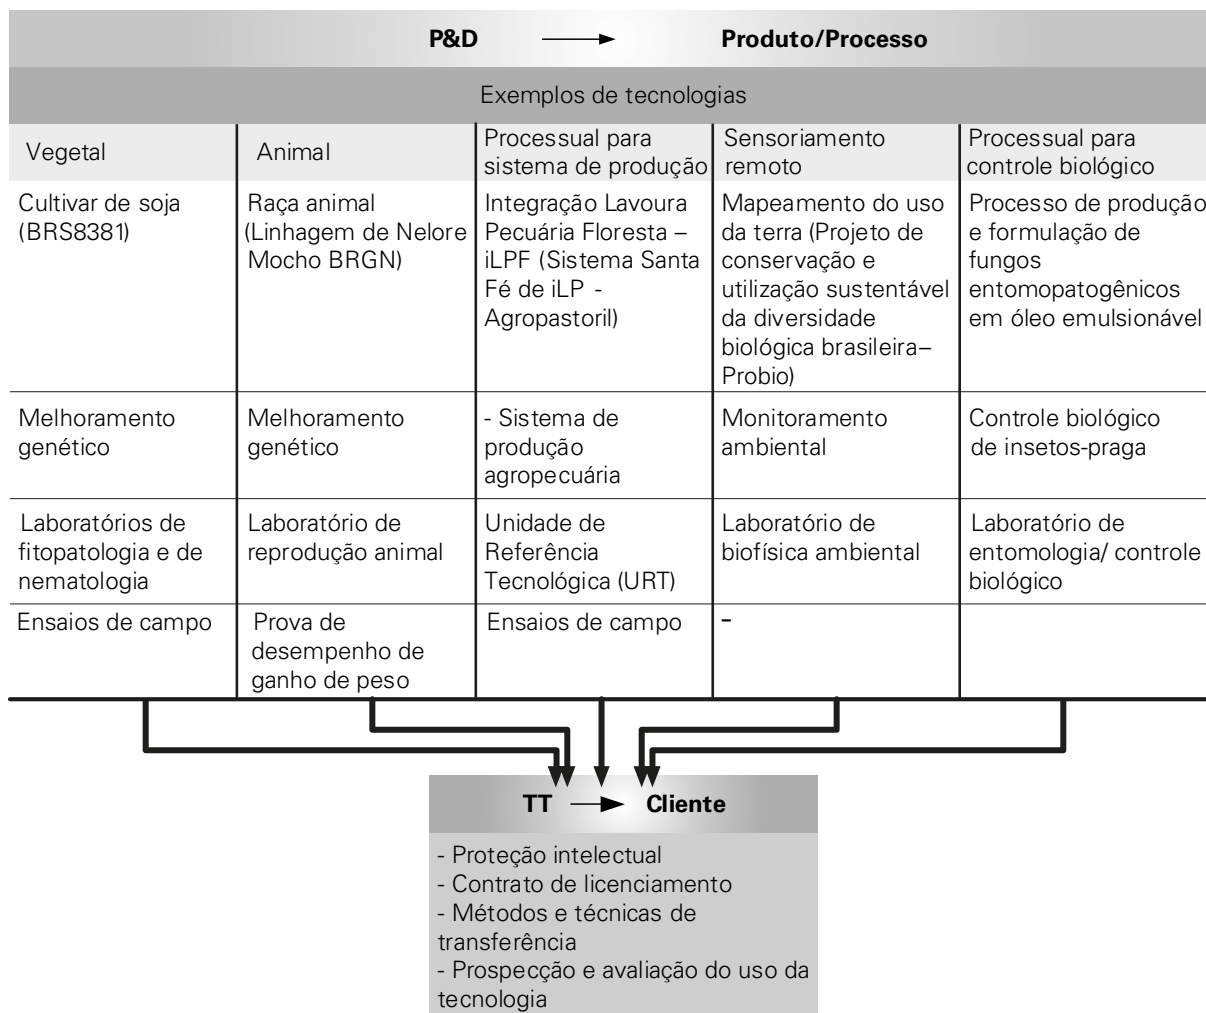 P&D Produto/Processo
Exemplos de tecnologias
Vegetal
Animal
Processual para
sistema de produção
Sensoriamento
remoto
Processual para
controle biológico
Cultivar de soja
(BRS8381)
Raça animal
(Linhagem de Nelore
Mocho BRGN)
Integração Lavoura
Pecuária Floresta –
iLPF (Sistema Santa
Fé de iLP -
Agropastoril)
Mapeamento do uso
da terra (Projeto de
conservação e
utilização sustentável
da diversidade
biológica brasileira–
Probio)
Processo de produção
e formulação de
fungos
entomopatogênicos
em óleo emulsionável
Melhoramento
genético
Melhoramento
genético
- Sistema de
produção
agropecuária
Monitoramento
ambiental
Controle biológico
de insetos-praga
Laboratórios de
fitopatologia e de
nematologia
Laboratório de
reprodução animal
Unidade de
Referência
Tecnológica (URT)
Laboratório de
biofísica ambiental
Laboratório de
entomologia/ controle
biológico
Ensaios de campo
Prova de
desempenho de
ganho de peso
Ensaios de campo
-
TT Cliente
- Proteção intelectual
- Contrato de licenciamento
- Métodos e técnicas de
transferência
- Prospecção e avaliação do uso da
tecnologia